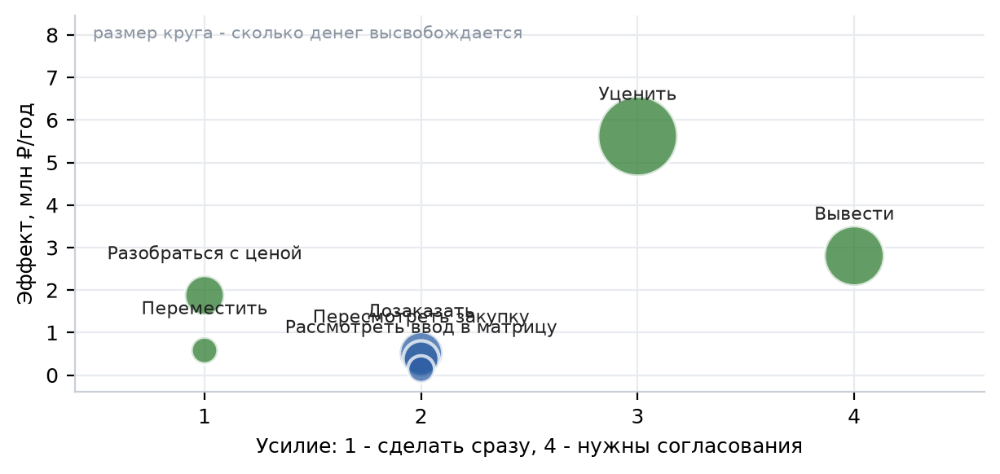 размер круга - сколько денег высвобождается
Эффект, млн ₽/год
8
7
6
5
4
3
2
1
0
Уценить
Вывести
Разобраться с ценой
Переместить
Дозаказать
Пересмотреть закупку
Рассмотреть ввод в матрицу
1
2
3
4
Усилие: 1 - сделать сразу, 4 - нужны согласования